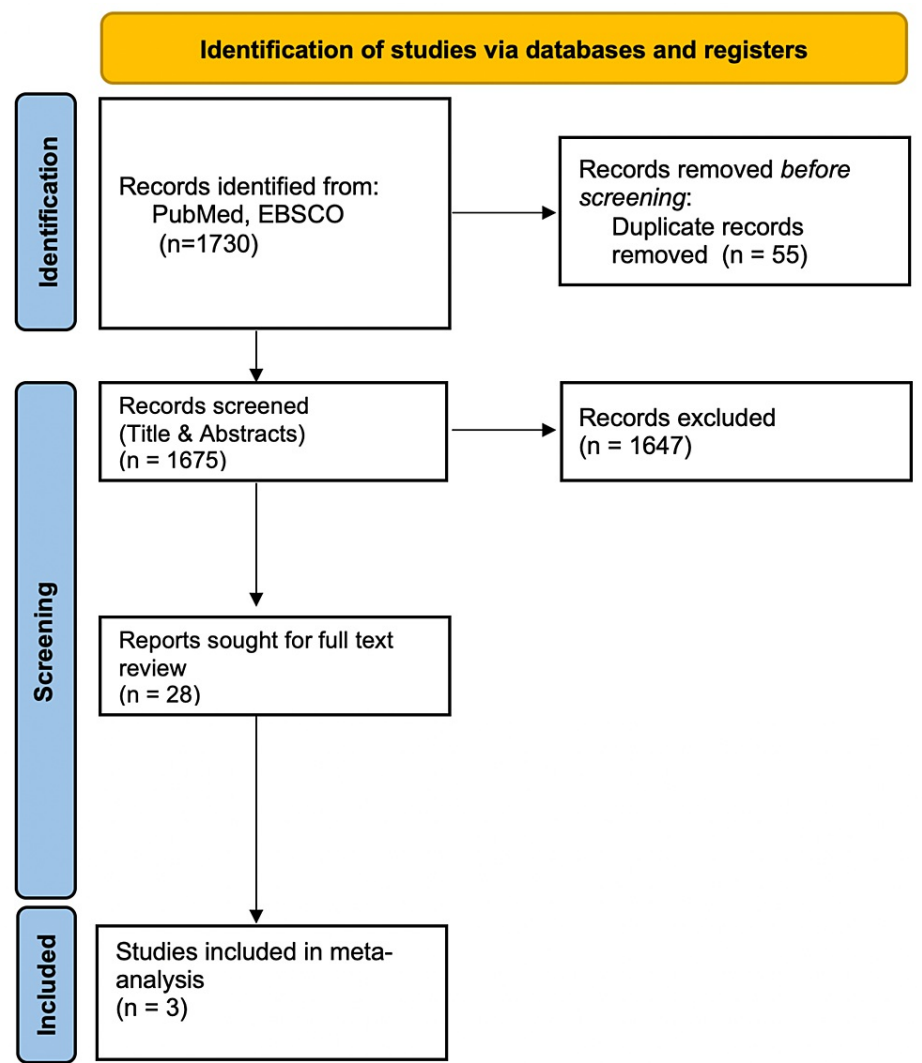 Identification of studies via databases and registers
Identification
Records identified from:
PubMed, EBSCO
(n=1730)
Records removed before
screening:
Duplicate records
removed (n = 55)
Screening
Records screened
(Title & Abstracts)
(n = 1675)
Records excluded
(n = 1647)
Reports sought for full text
review
(n = 28)
Included
Studies included in meta-
analysis
(n = 3)